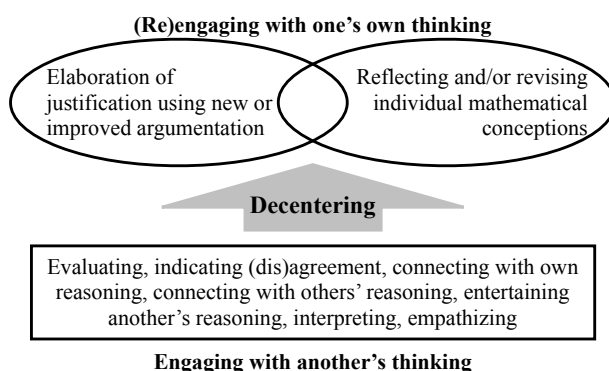 (Re)engaging with one's own thinking
Elaboration of
justification using new or
improved argumentation
Reflecting and/or revising
individual mathematical
conceptions
Decentering
Evaluating, indicating (dis)agreement, connecting with own
reasoning, connecting with others' reasoning, entertaining
another's reasoning, interpreting, empathizing
Engaging with another's thinking